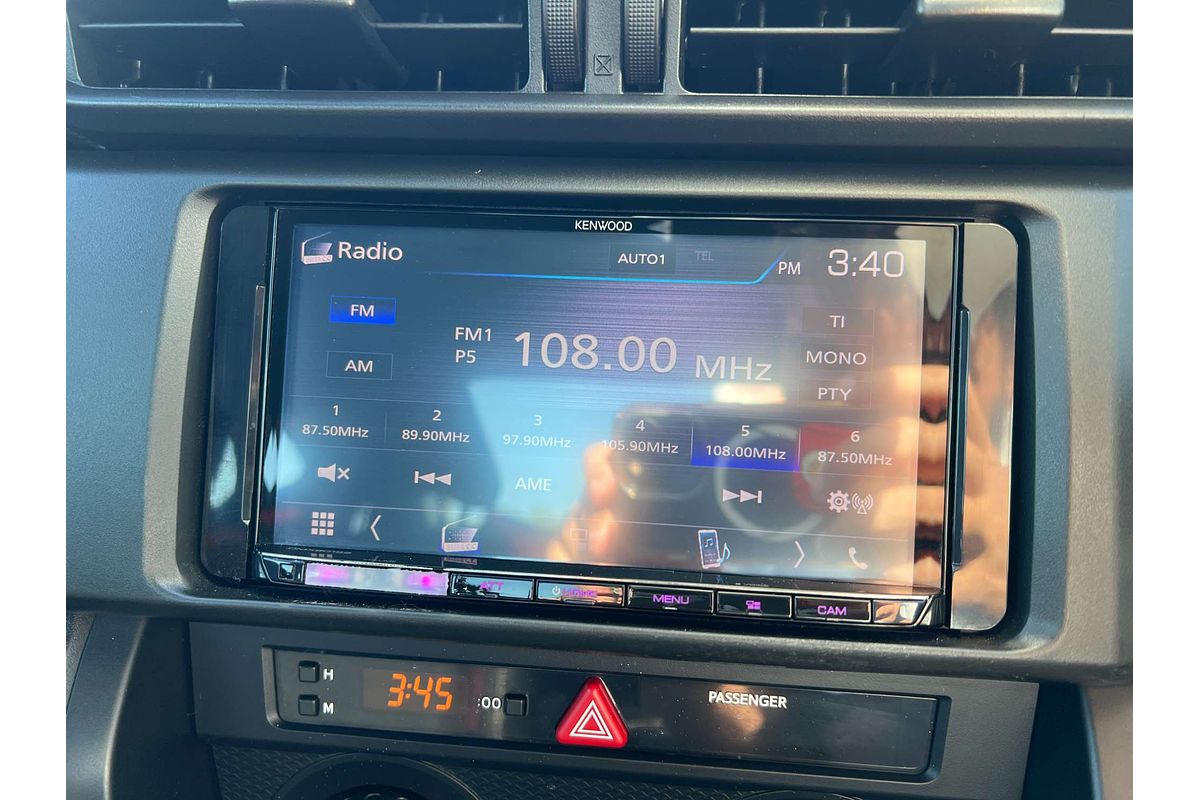 KENWOOD
Radio
AUTO1 TEL
PM 3:40
FM
AM
FM1
P5
108.00 MHz
TI
MONO
PTY
1 2 3 4 5 6
87.50MHz 89.90MHz 97.90MHz 105.90MHz 108.00MHz 87.50MHz
AME
ATT MENU CAM
H
M
3:45 :00
PASSENGER